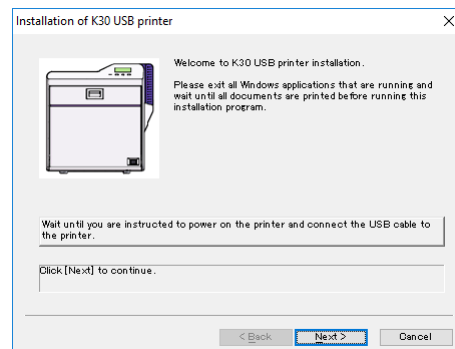 Installation of K30 USB printer
Welcome to K30 USB printer installation.
Please exit all Windows applications that are running and
wait until all documents are printed before running this
installation program.
Wait until you are instructed to power on the printer and connect the USB cable to
the printer.
Click [Next] to continue.
< Back
Next >
Cancel